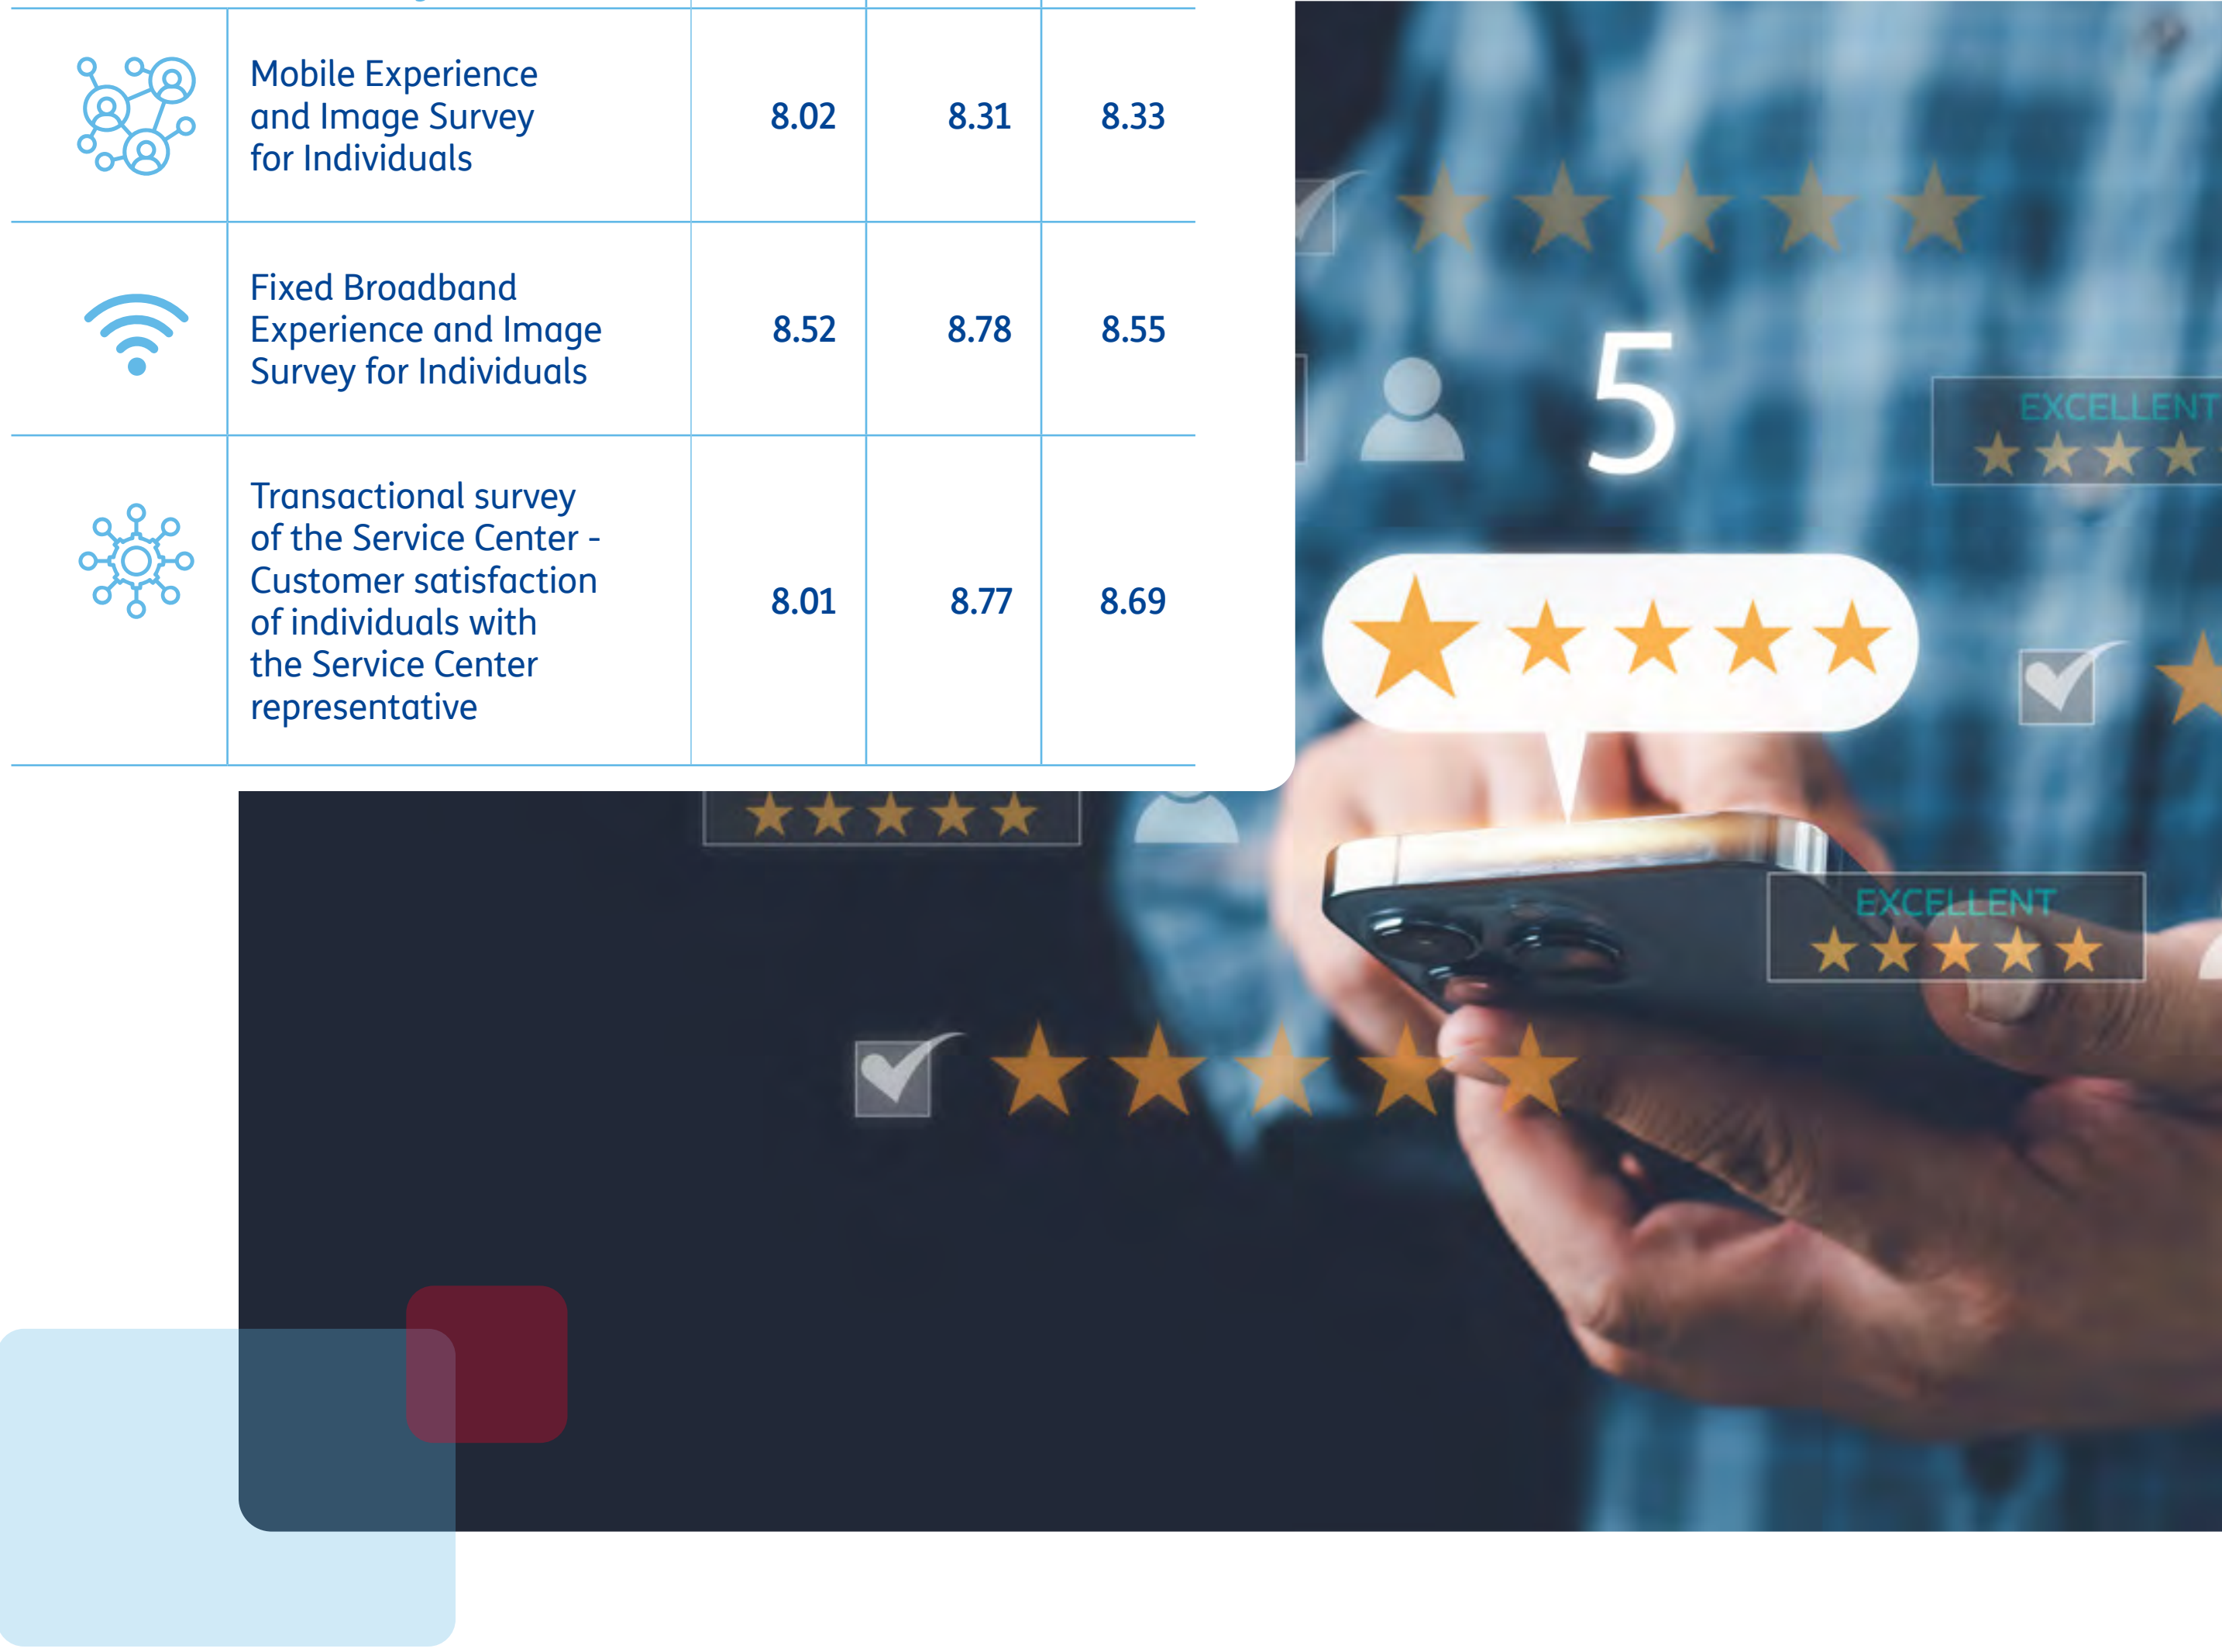 Mobile Experience
and Image Survey
for Individuals
8.02 8.31 8.33
Fixed Broadband
Experience and Image
Survey for Individuals
8.52 8.78 8.55
Transactional survey
of the Service Center -
Customer satisfaction
of individuals with
the Service Center
representative
8.01 8.77 8.69
5
EXCELLENT
EXCELLENT